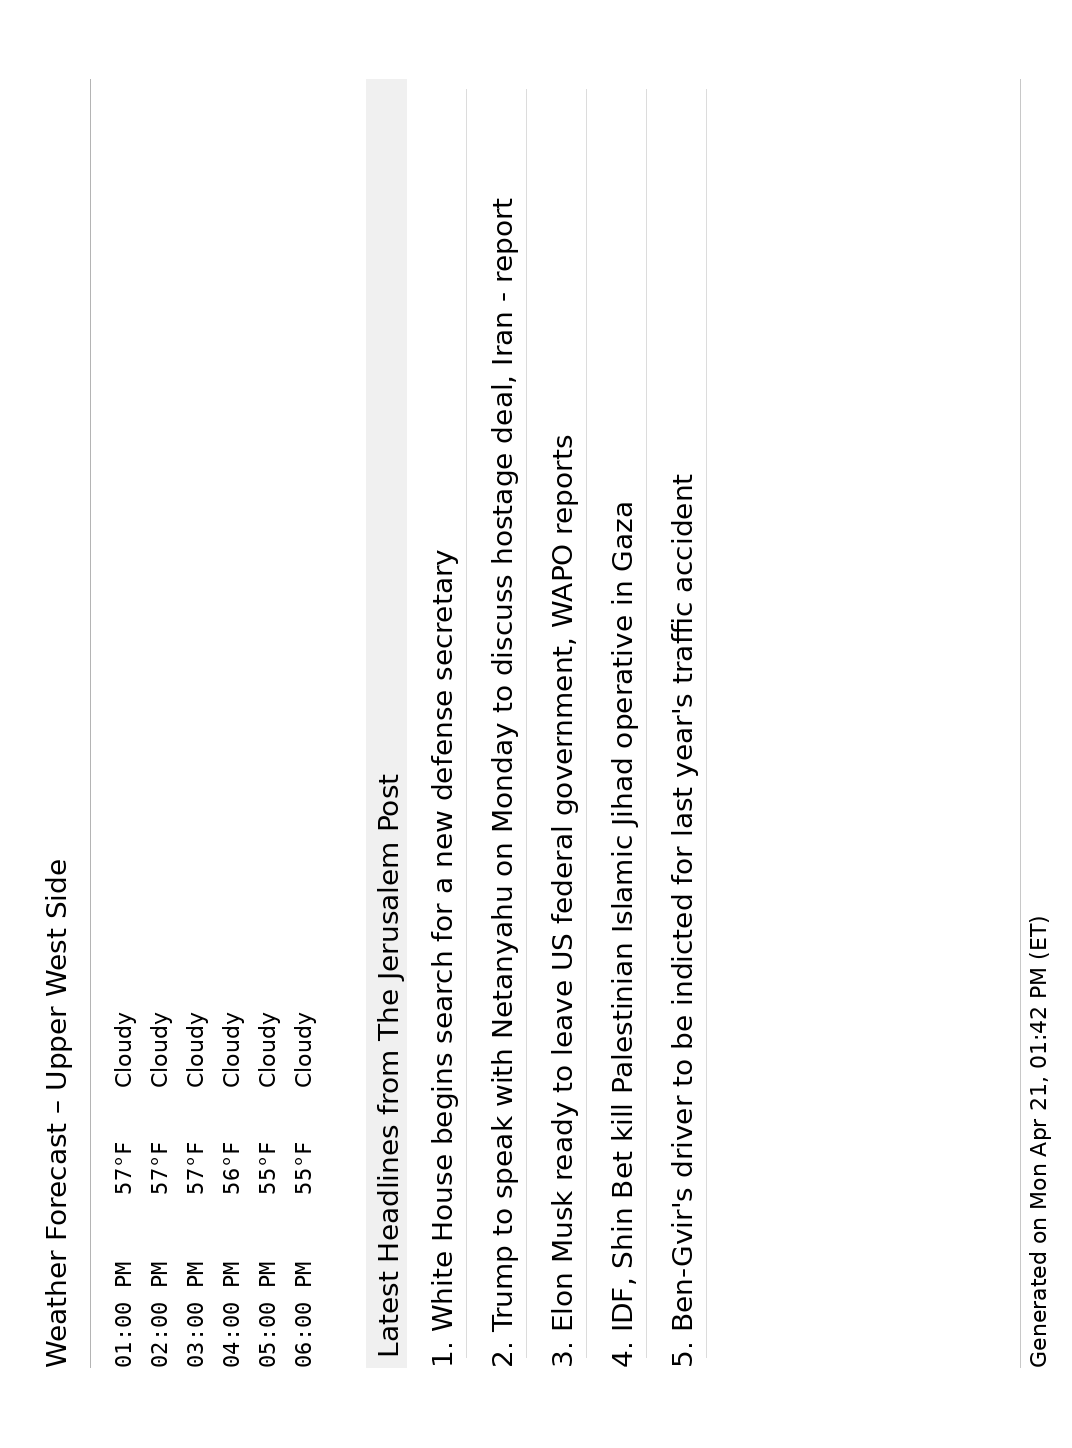 Weather Forecast – Upper West Side
01:00 PM 57°F Cloudy
02:00 PM 57°F Cloudy
03:00 PM 57°F Cloudy
04:00 PM 56°F Cloudy
05:00 PM 55°F Cloudy
06:00 PM 55°F Cloudy
Latest Headlines from The Jerusalem Post
1. White House begins search for a new defense secretary
2. Trump to speak with Netanyahu on Monday to discuss hostage deal, Iran - report
3. Elon Musk ready to leave US federal government, WAPO reports
4. IDF, Shin Bet kill Palestinian Islamic Jihad operative in Gaza
5. Ben-Gvir's driver to be indicted for last year's traffic accident
Generated on Mon Apr 21, 01:42 PM (ET)